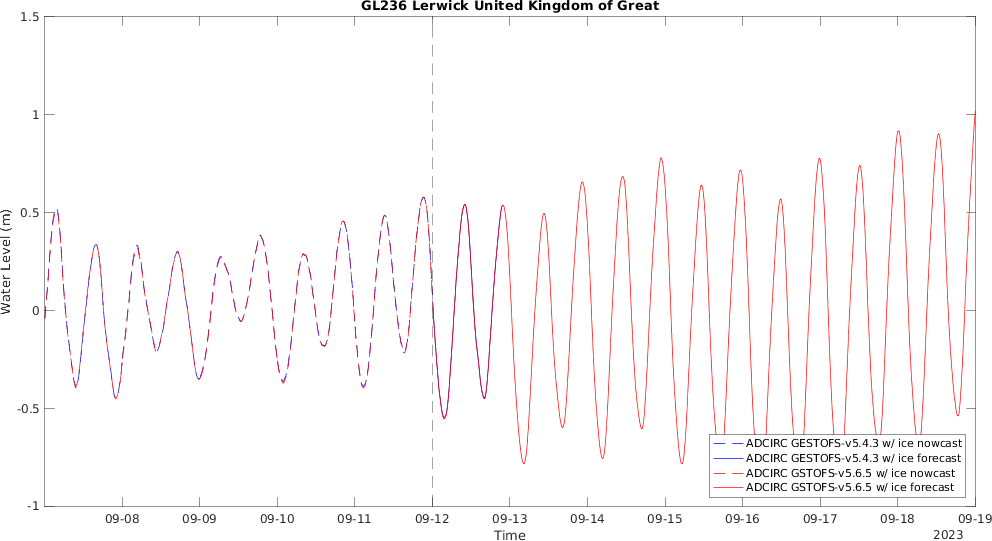 GL236 Lerwick United Kingdom of Great
1.5
1
0.5
0
-0.5
-1
Water Level (m)
ADCIRC GESTOFS-v5.4.3 w/ ice nowcast
ADCIRC GESTOFS-v5.4.3 w/ ice forecast
ADCIRC GSTOFS-v5.6.5 w/ ice nowcast
ADCIRC GSTOFS-v5.6.5 w/ ice forecast
09-08 09-09 09-10 09-11 09-12 09-13 09-14 09-15 09-16 09-17 09-18 09-19
Time
2023